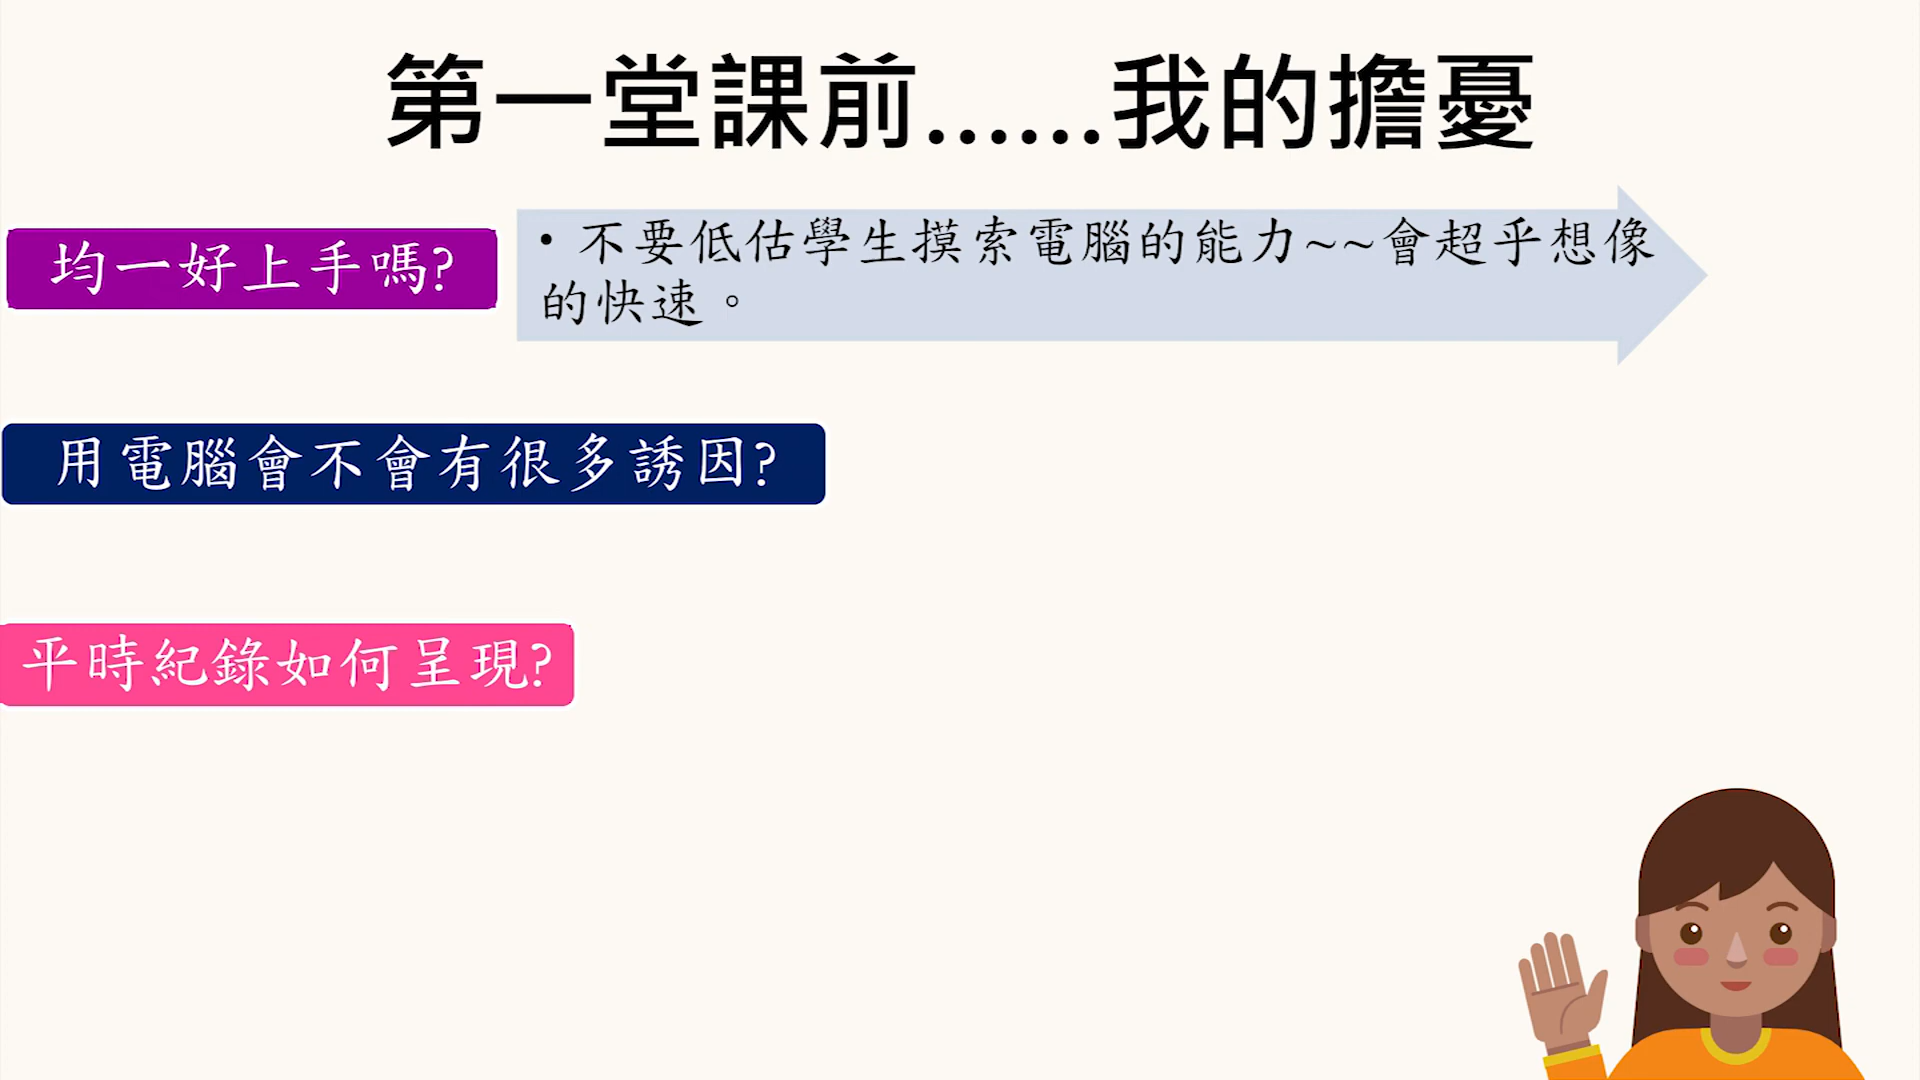 第一堂課前......我的擔憂
均一好上手嗎?
• 不要低估學生摸索電腦的能力~~會超乎想像
的快速。
用電腦會不會有很多誘因?
平時紀錄如何呈現?